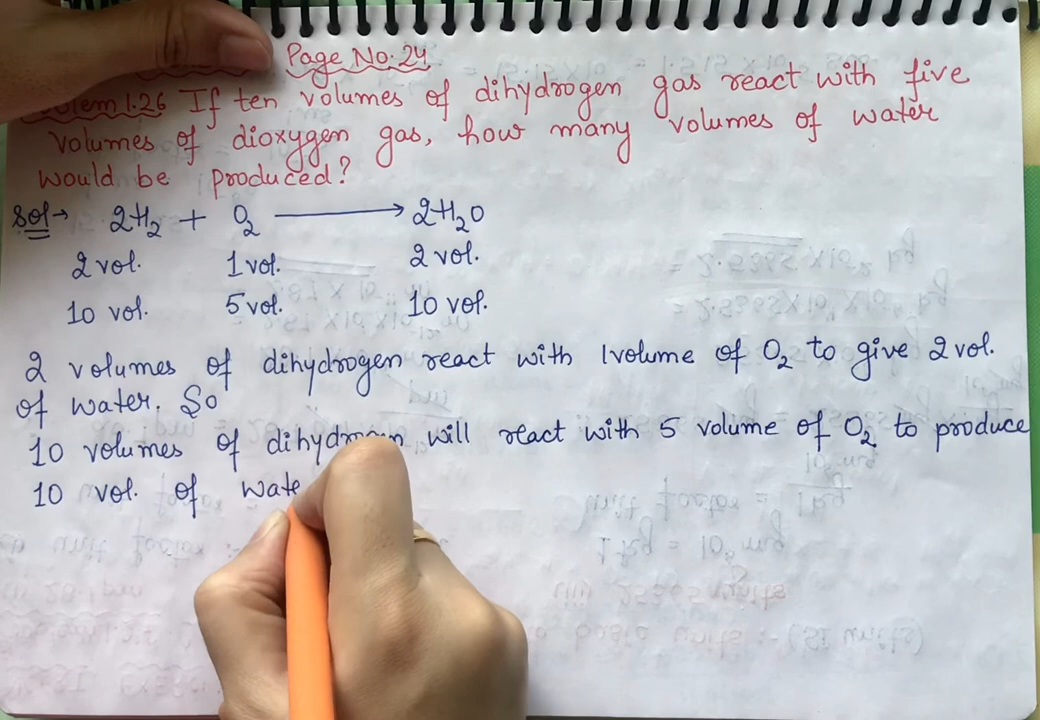 Page No. 24
1.26 If ten volumes of dihydrogen gas react with five
volumes of dioxygen gas, how many volumes of water
would be produced?
Sol→ 2H₂ + O₂ ⟶ 2H₂O
2 vol. 1 vol. 2 vol.
10 vol. 5 vol. 10 vol.
2 volumes of dihydrogen react with 1 volume of O₂ to give 2 vol.
of water. So
10 volumes of will react with 5 volume of O₂ to produce
10 vol. of wate